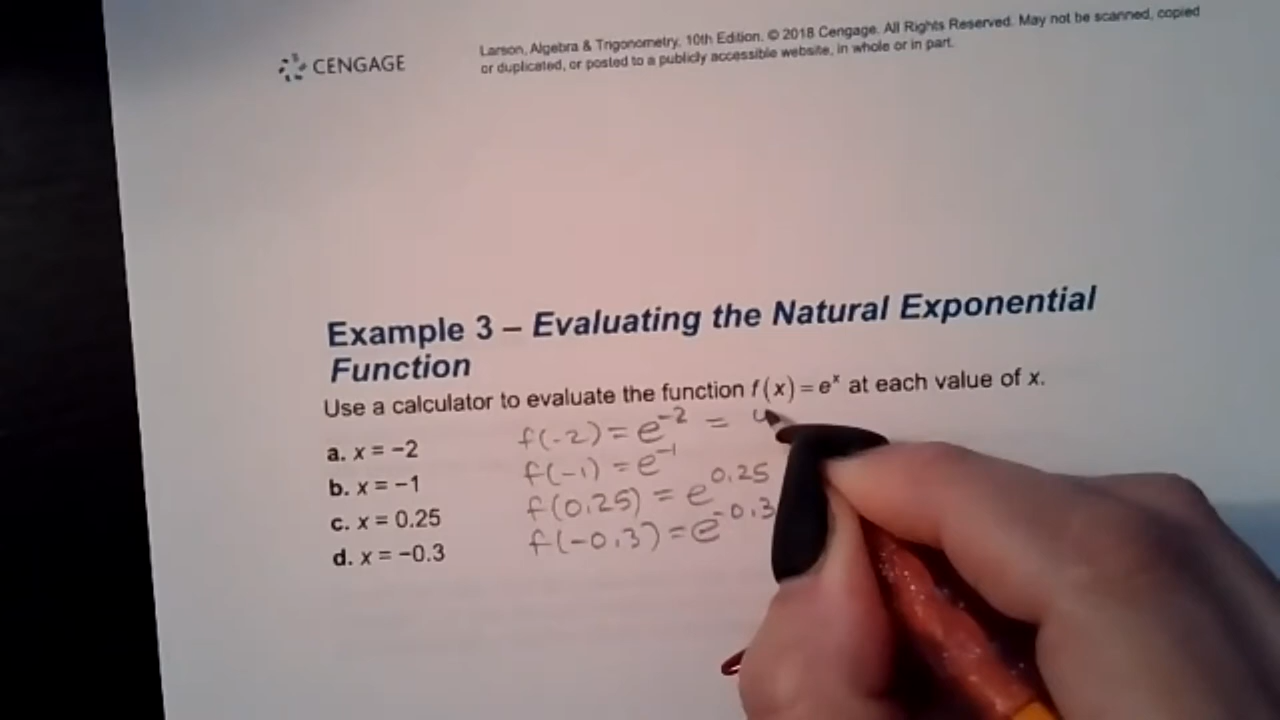 CENGAGE
Larson, Algebra & Trigonometry, 10th Edition. © 2018 Cengage. All Rights Reserved. May not be scanned, copied
or duplicated, or posted to a publicly accessible website, in whole or in part.
Example 3 – Evaluating the Natural Exponential
Function
Use a calculator to evaluate the function f(x) = eˣ at each value of x.
a. x = −2
f(-2) = e⁻² =
b. x = −1
f(-1) = e⁻¹
c. x = 0.25
f(0.25) = e^0.25
d. x = −0.3
f(-0.3) = e^-0.3